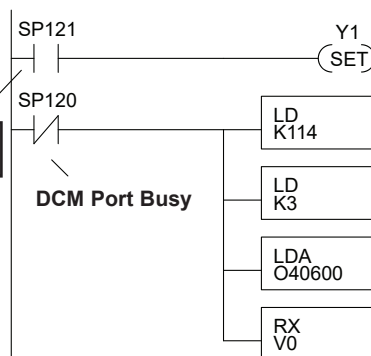 SP121
Y1
SET
SP120
LD
K114
DCM Port Busy
LD
K3
LDA
O40600
RX
V0